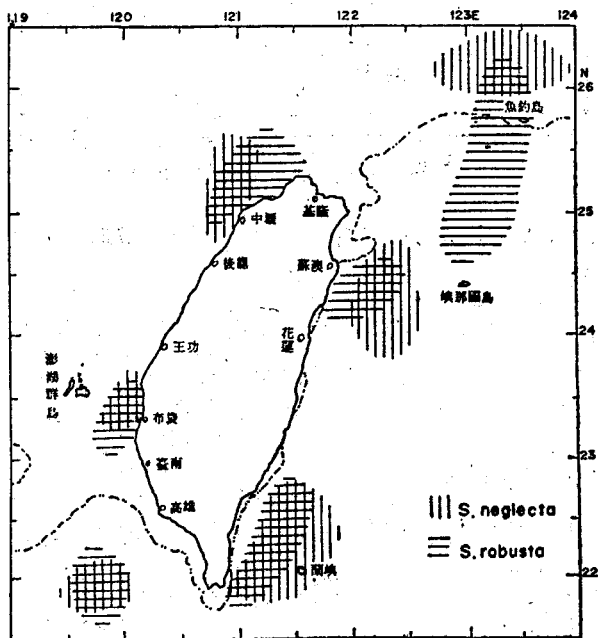 119 120 121 122 123E 124
N
26
魚釣島
25
基隆
中壢
後龍
蘇澳
與那國島
24
花蓮
王功
澎湖群島
布袋
23
臺南
S. neglecta
高雄
S. robusta
蘭嶼
22